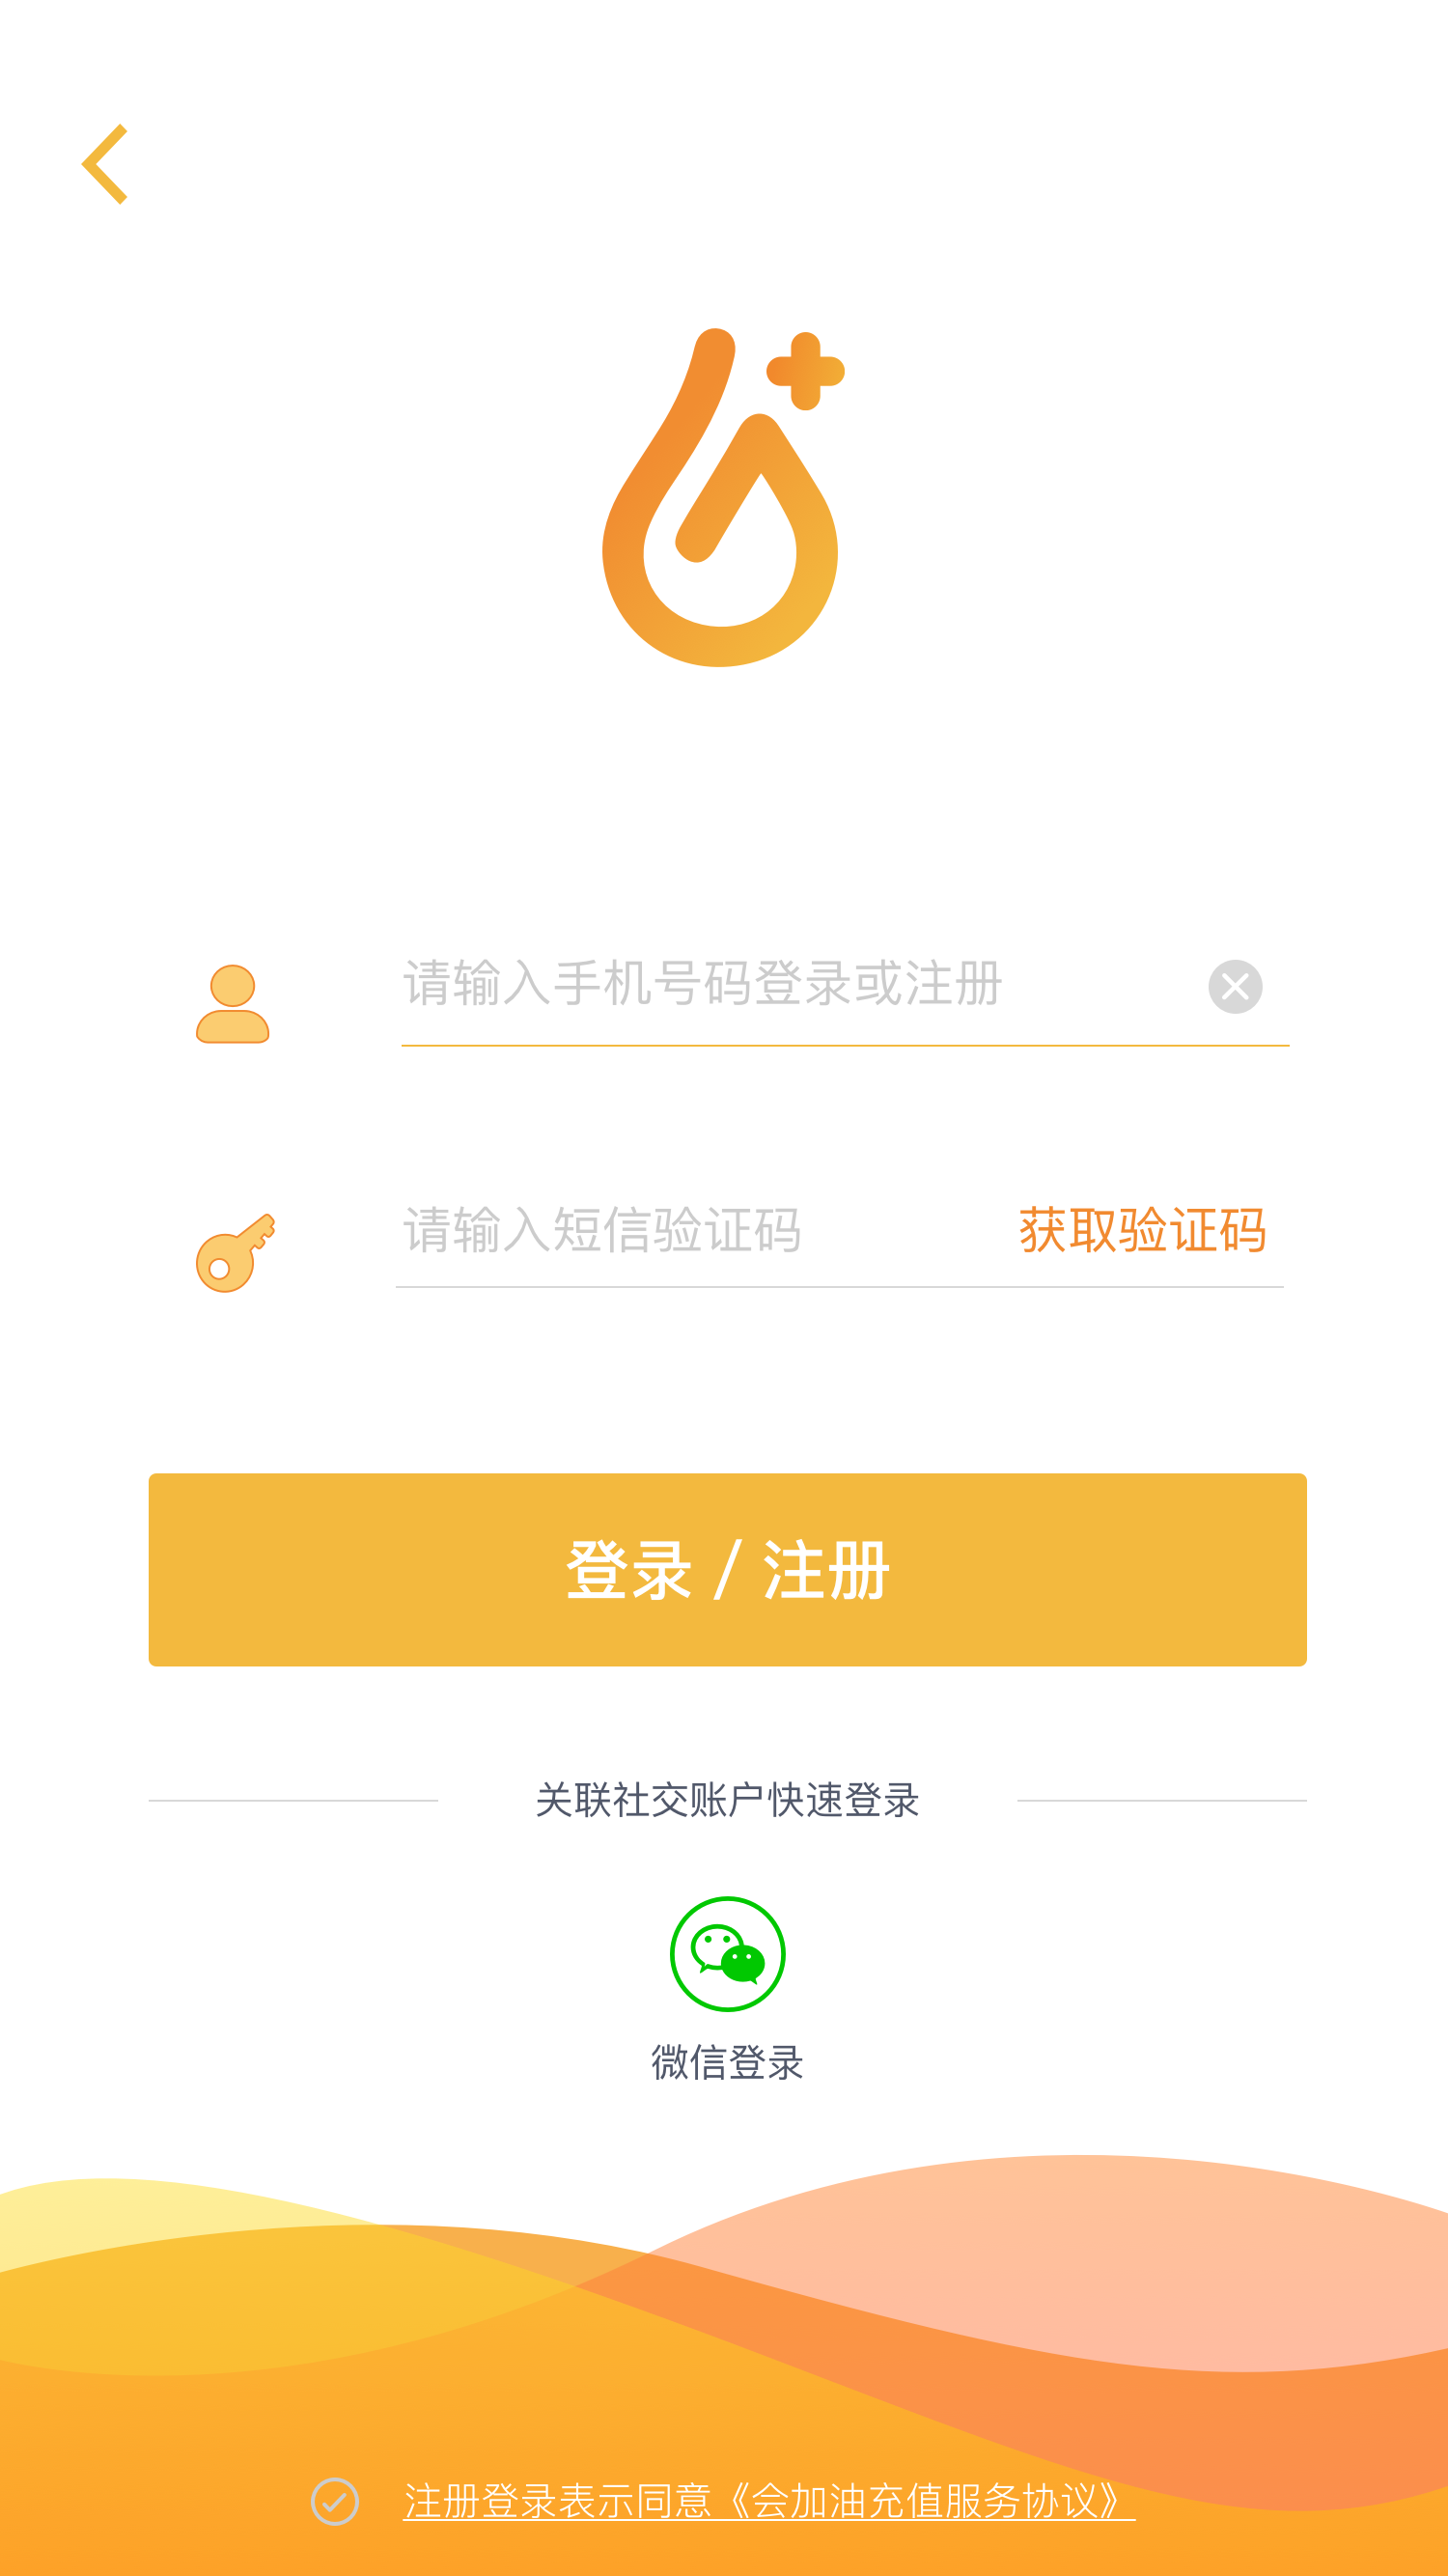 请输入手机号码登录或注册
请输入短信验证码 获取验证码
登录 / 注册
关联社交账户快速登录
微信登录
注册登录表示同意《会加油充值服务协议》